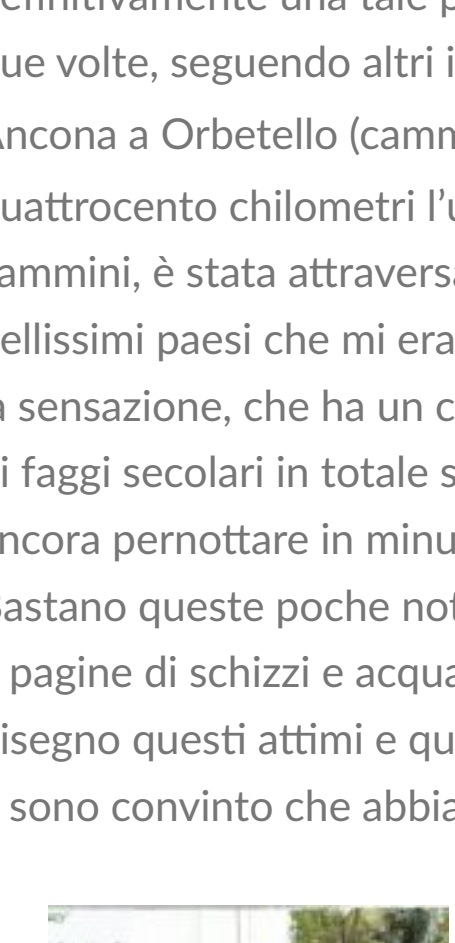 efinitivamente una tale p
ue volte, seguendo altri i
Ancona a Orbetello (camm
uattrocento chilometri l'u
ammini, è stata attraversa
ellissimi paesi che mi era
a sensazione, che ha un c
i faggi secolari in totale s
ncora pernottare in minu
Bastano queste poche not
pagine di schizzi e acqua
isegno questi attimi e qu
sono convinto che abbia